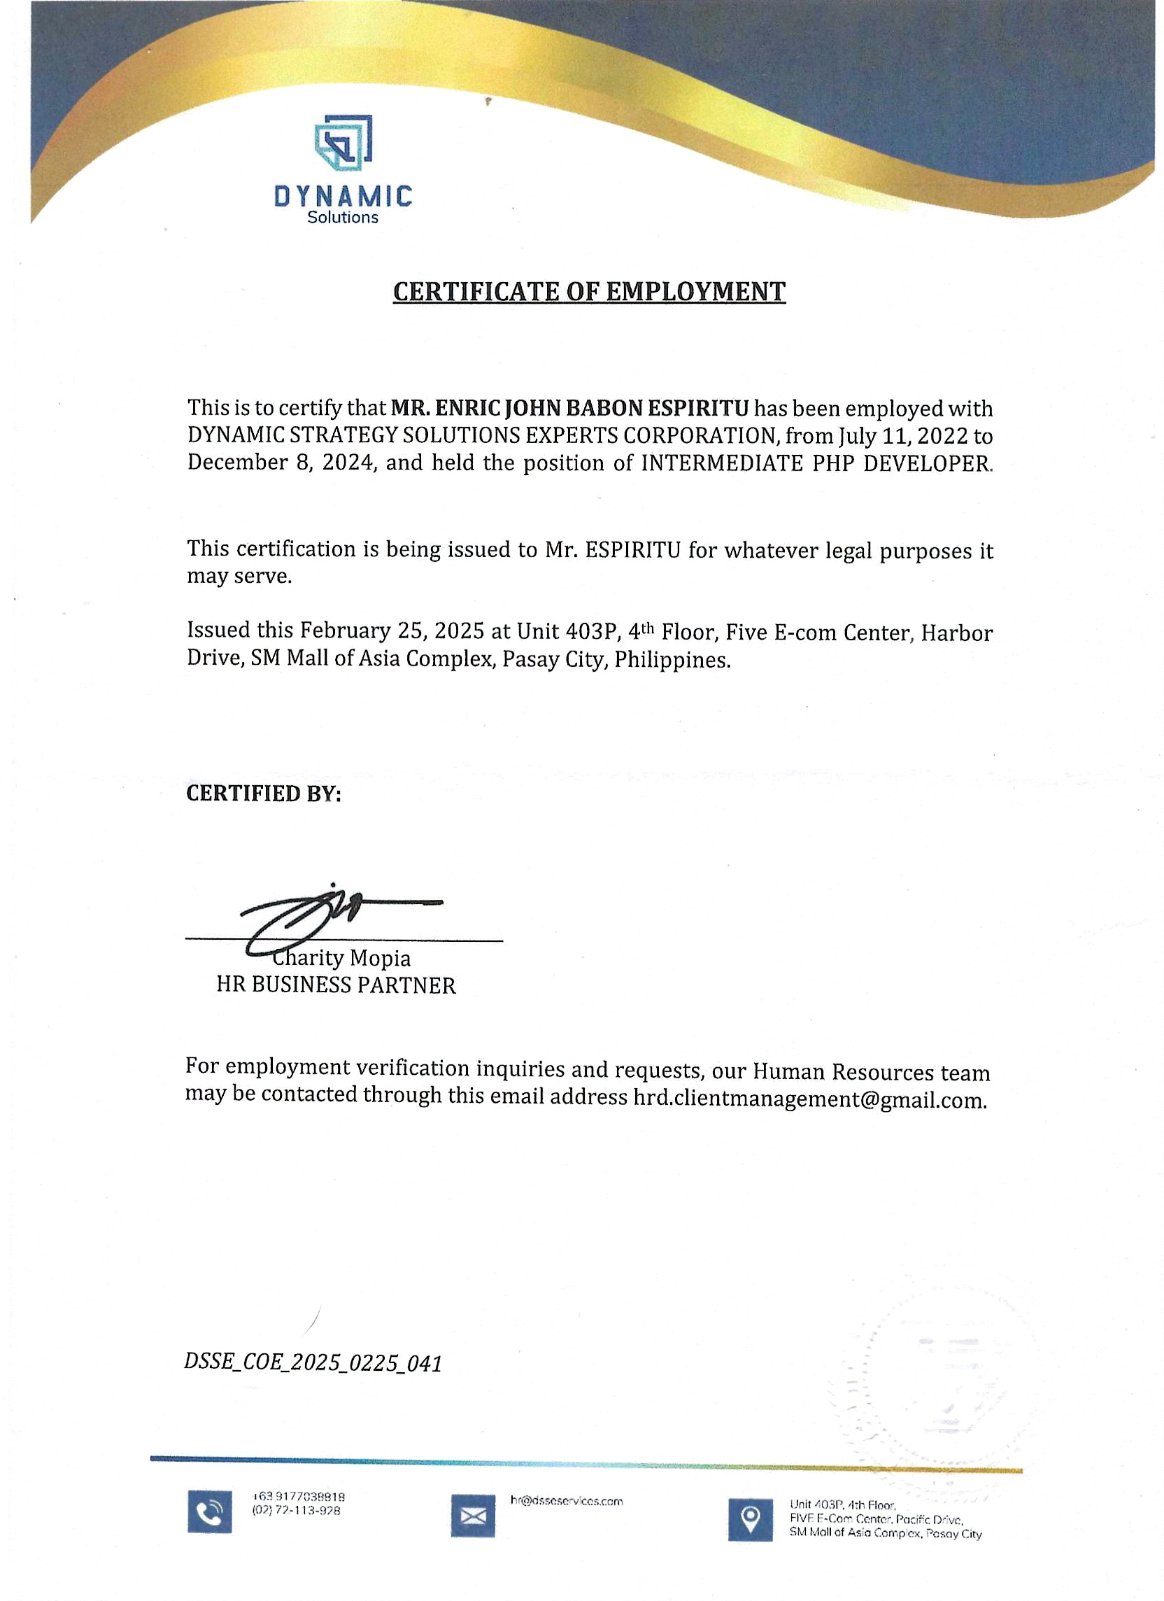 DYNAMIC
Solutions
CERTIFICATE OF EMPLOYMENT
This is to certify that MR. ENRIC JOHN BABON ESPIRITU has been employed with
DYNAMIC STRATEGY SOLUTIONS EXPERTS CORPORATION, from July 11, 2022 to
December 8, 2024, and held the position of INTERMEDIATE PHP DEVELOPER.
This certification is being issued to Mr. ESPIRITU for whatever legal purposes it
may serve.
Issued this February 25, 2025 at Unit 403P, 4th Floor, Five E-com Center, Harbor
Drive, SM Mall of Asia Complex, Pasay City, Philippines.
CERTIFIED BY:
Charity Mopia
HR BUSINESS PARTNER
For employment verification inquiries and requests, our Human Resources team
may be contacted through this email address hrd.clientmanagement@gmail.com.
DSSE_COE_2025_0225_041
+63 9177038818
(02) 72-113-928
hr@dsseservices.com
Unit 403P, 4th Floor,
FIVE E-Com Center, Pacific Drive,
SM Mall of Asia Complex, Pasay City